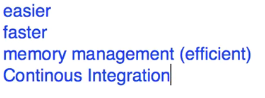 easier
faster
memory management (efficient)
Continous Integration